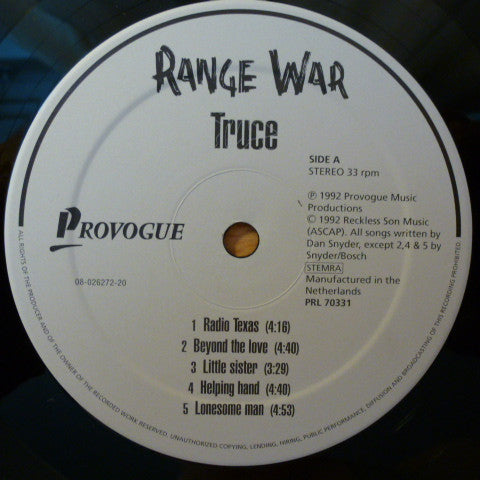 RANGE WAR
Truce
SIDE A
STEREO 33 rpm
℗ 1992 Provogue Music
Productions
© 1992 Reckless Son Music
(ASCAP). All songs written by
Dan Snyder, except 2,4 & 5 by
Snyder/Bosch
STEMRA
Manufactured in the
Netherlands
PRL 70331
PROVOGUE
08-026272-20
1 Radio Texas (4:16)
2 Beyond the love (4:40)
3 Little sister (3:29)
4 Helping hand (4:40)
5 Lonesome man (4:53)
ALL RIGHTS OF THE PRODUCER AND OF THE OWNER OF THE RECORDED WORK RESERVED. UNAUTHORIZED COPYING, LENDING, HIRING, PUBLIC PERFORMANCE, DIFFUSION AND BROADCASTING OF THIS RECORDING PROHIBITED.